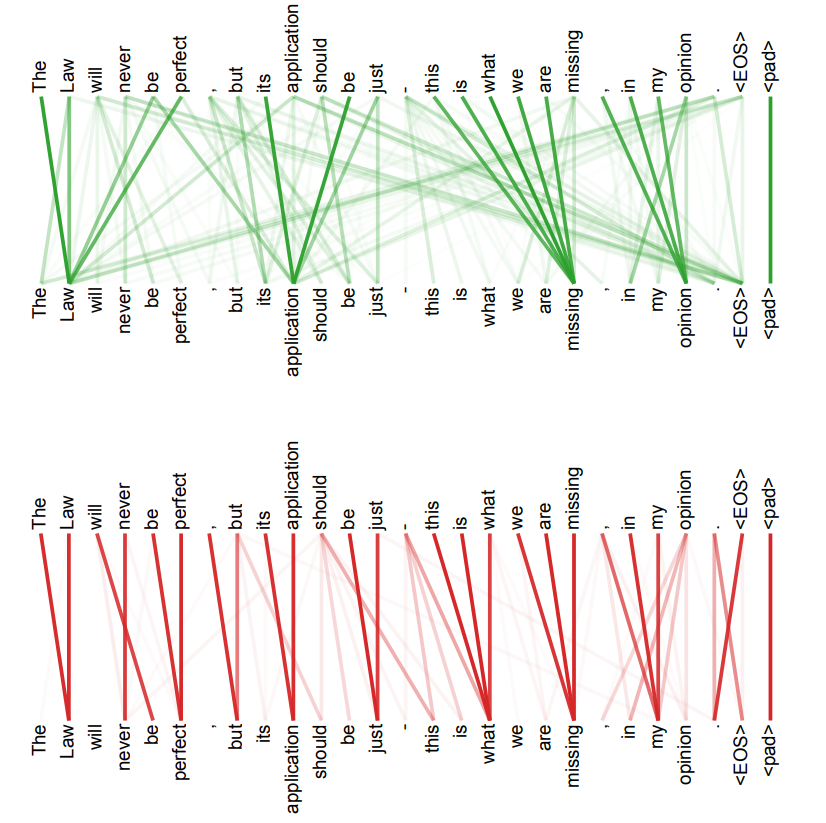 The Law will never be perfect , but its application should be just - this is what we are missing , in my opinion . <EOS> <pad>
The Law will never be perfect , but its application should be just - this is what we are missing , in my opinion . <EOS> <pad>
The Law will never be perfect , but its application should be just - this is what we are missing , in my opinion . <EOS> <pad>
The Law will never be perfect , but its application should be just - this is what we are missing , in my opinion . <EOS> <pad>